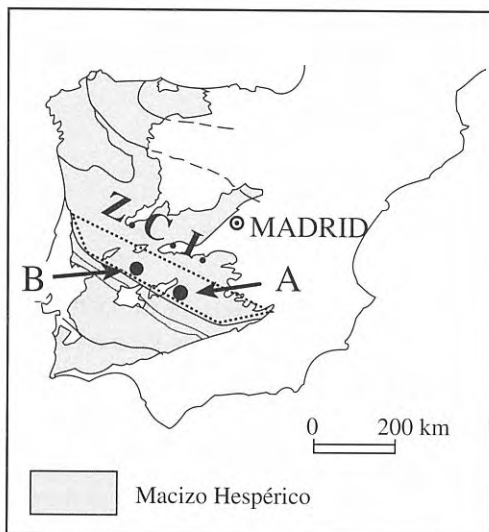 Z. C. I.
MADRID
B
A
0 200 km
Macizo Hespérico